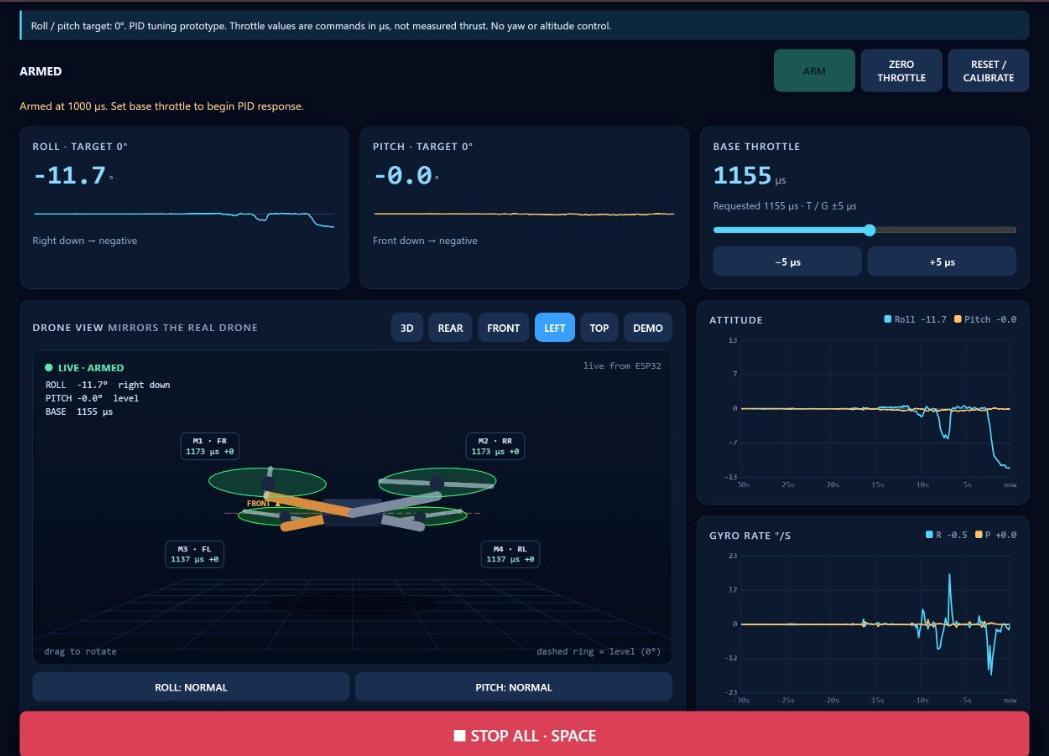 Roll / pitch target: 0°. PID tuning prototype. Throttle values are commands in µs, not measured thrust. No yaw or altitude control.
ARMED
ARM
ZERO
THROTTLE
RESET /
CALIBRATE
Armed at 1000 µs. Set base throttle to begin PID response.
ROLL · TARGET 0°
-11.7°
Right down → negative
PITCH · TARGET 0°
-0.0°
Front down → negative
BASE THROTTLE
1155 µs
Requested 1155 µs · T / G ±5 µs
−5 µs
+5 µs
DRONE VIEW MIRRORS THE REAL DRONE
3D
REAR
FRONT
LEFT
TOP
DEMO
LIVE · ARMED
live from ESP32
ROLL -11.7° right down
PITCH -0.0° level
BASE 1155 µs
M1 · FR
1173 µs +0
M2 · RR
1173 µs +0
FRONT ▲
M3 · FL
1137 µs +0
M4 · RL
1137 µs +0
drag to rotate
dashed ring = level (0°)
ROLL: NORMAL
PITCH: NORMAL
ATTITUDE
Roll -11.7 Pitch -0.0
13
7
0
-7
-13
-30s -25s -20s -15s -10s -5s now
GYRO RATE °/S
R -0.5 P +0.0
23
12
0
-12
-23
-30s -25s -20s -15s -10s -5s now
■ STOP ALL · SPACE